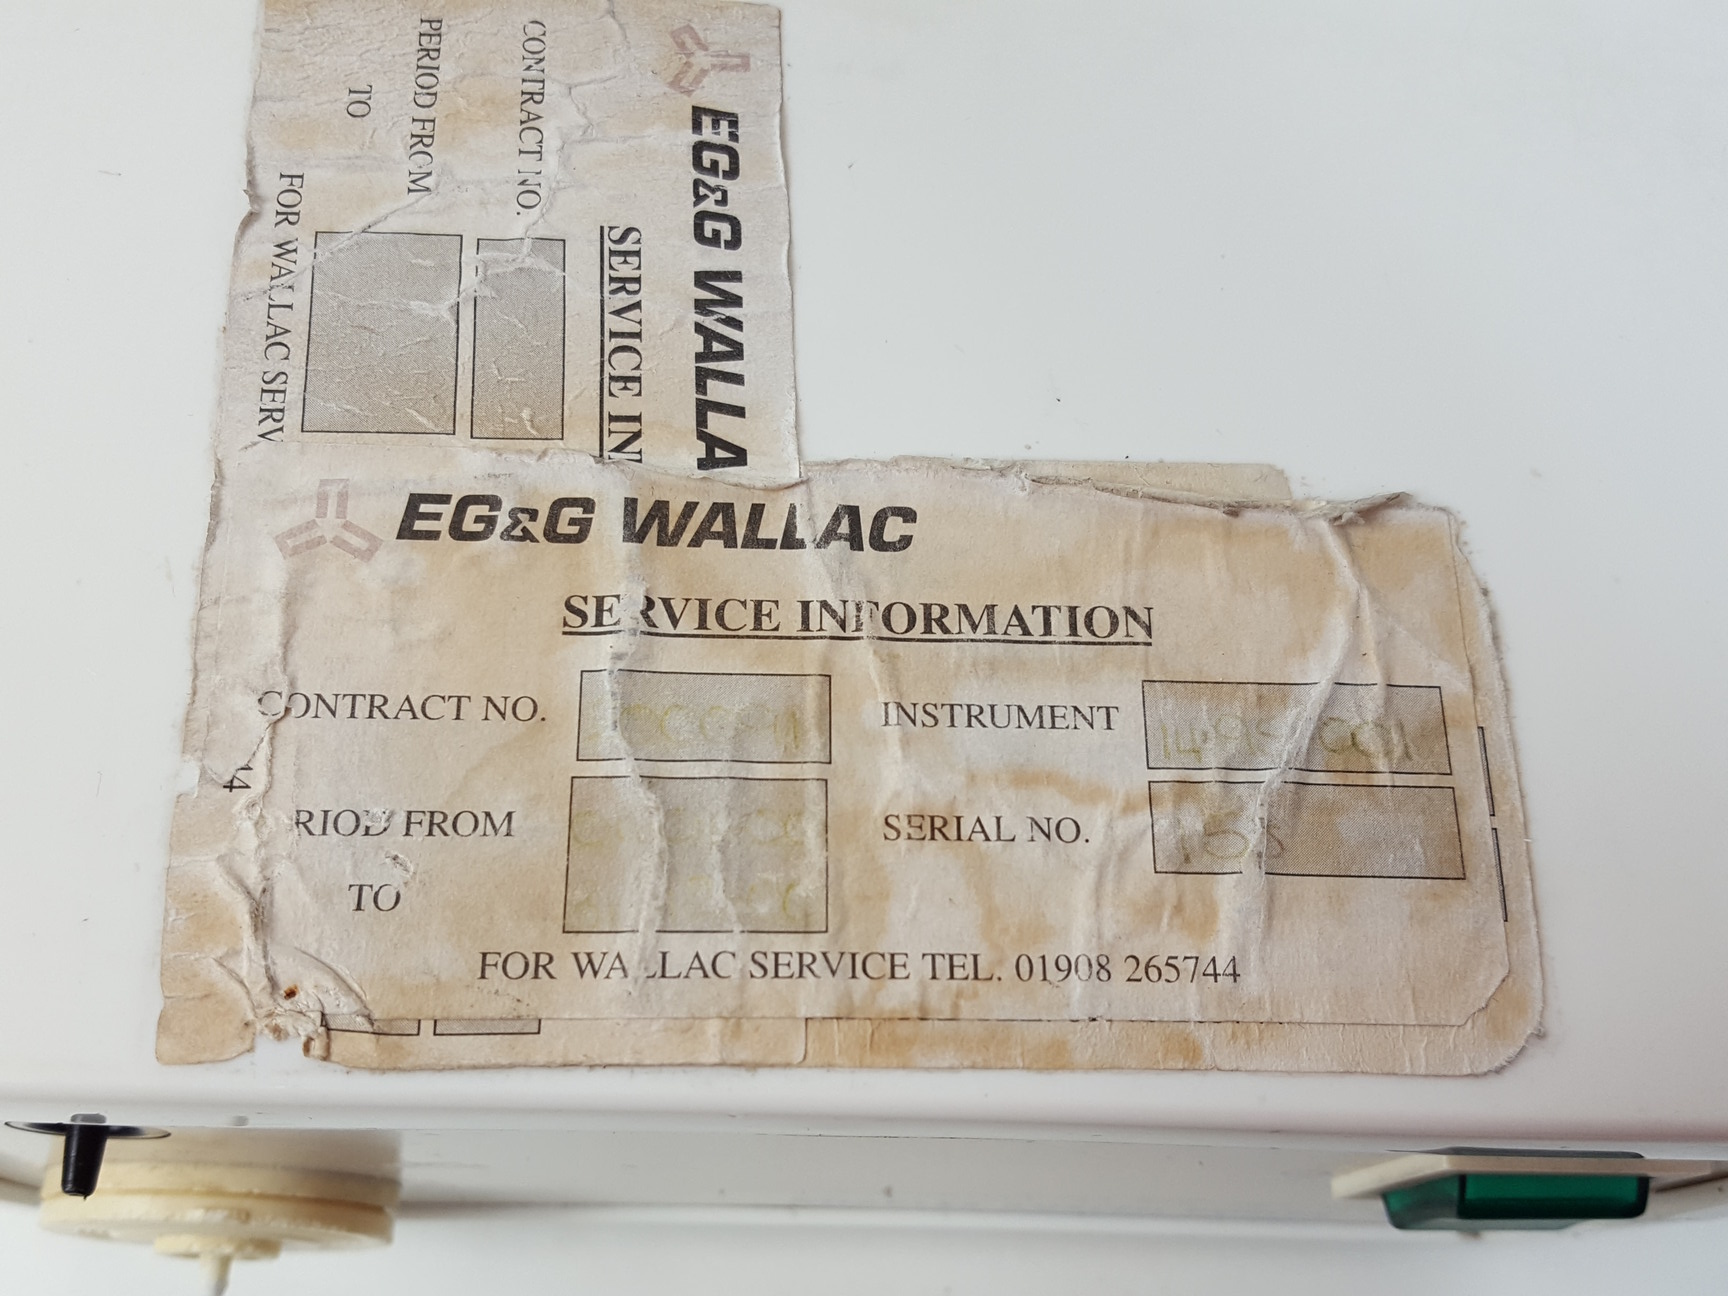 EG&G WALLA
SERVICE IN
CONTRACT NO.
PERIOD FROM
TO
FOR WALLAC SERV
EG&G WALLAC
SERVICE INFORMATION
CONTRACT NO.
INSTRUMENT
RIOD FROM
SERIAL NO.
TO
FOR WALLAC SERVICE TEL. 01908 265744
44